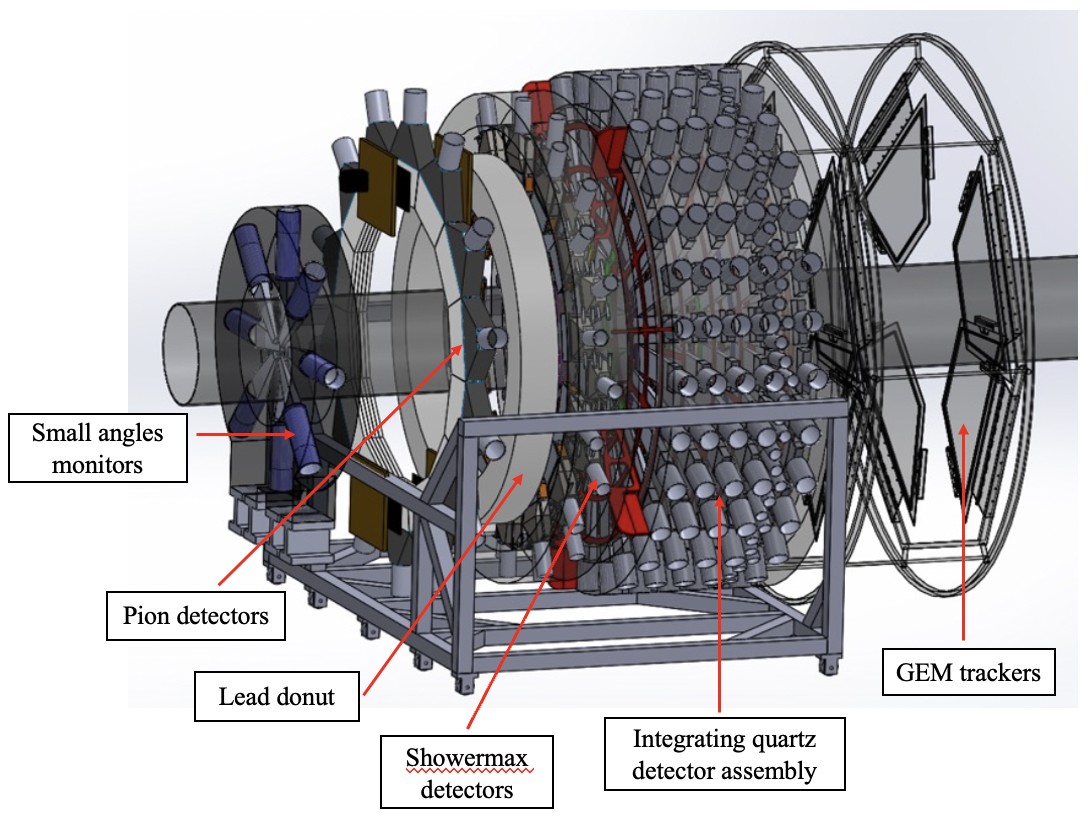 Small angles
monitors
Pion detectors
Lead donut
Showermax
detectors
Integrating quartz
detector assembly
GEM trackers